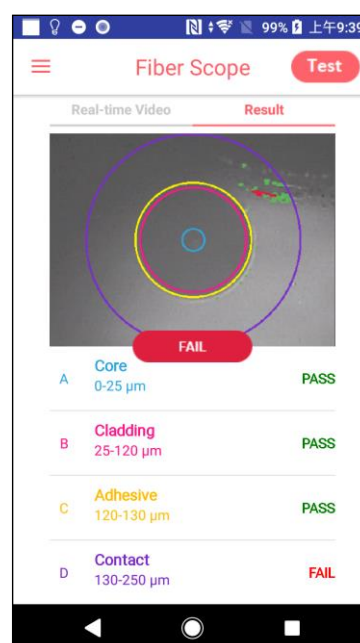 99% 上午9:39
Fiber Scope
Test
Real-time Video
Result
FAIL
A
Core
0-25 μm
PASS
B
Cladding
25-120 μm
PASS
C
Adhesive
120-130 μm
PASS
D
Contact
130-250 μm
FAIL